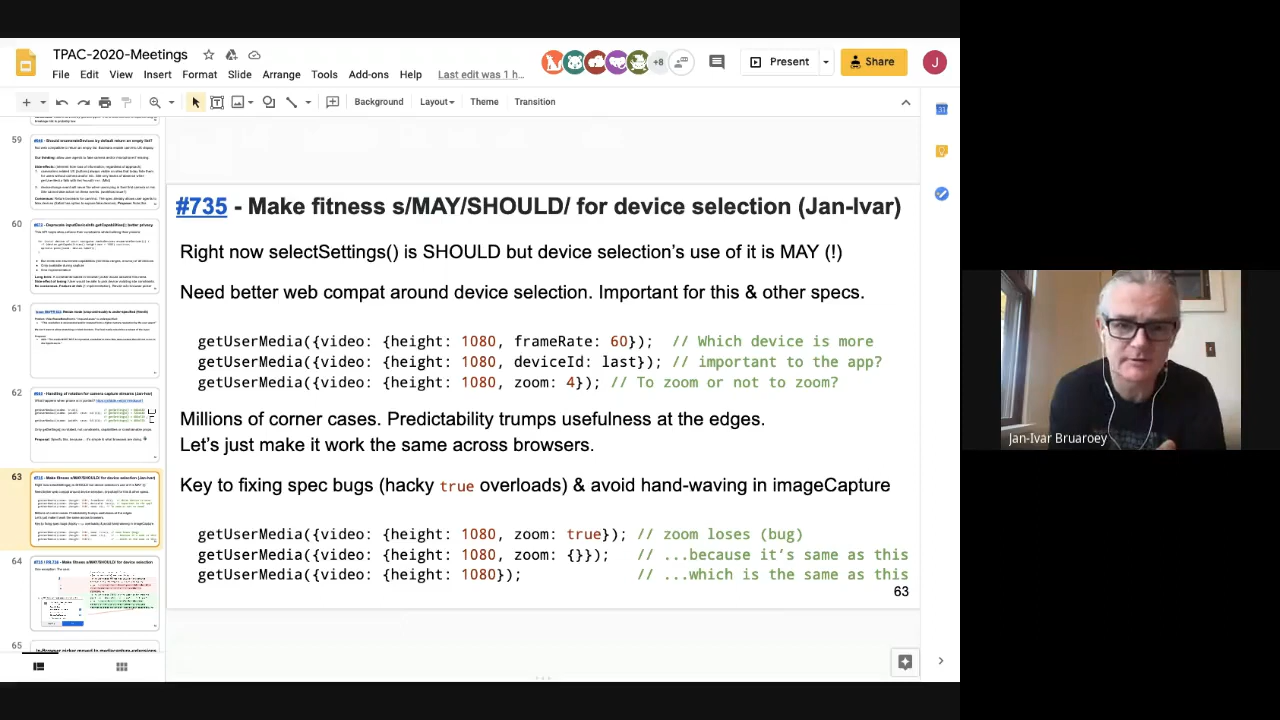 TPAC-2020-Meetings
File Edit View Insert Format Slide Arrange Tools Add-ons Help Last edit was 1 h...
+8
Present
Share
J
Background Layout Theme Transition
31
59
60
61
62
63
64
65
#735 - Make fitness s/MAY/SHOULD/ for device selection (Jan-Ivar)
Right now selectSettings() is SHOULD but device selection's use of it is MAY (!)
Need better web compat around device selection. Important for this & other specs.
getUserMedia({video: {height: 1080, frameRate: 60}); // Which device is more
getUserMedia({video: {height: 1080, deviceId: last}); // important to the app?
getUserMedia({video: {height: 1080, zoom: 4}); // To zoom or not to zoom?
Millions of corner cases. Predictability trumps usefulness at the edges.
Let's just make it work the same across browsers.
Key to fixing spec bugs (hacky true overloads) & avoid hand-waving in imageCapture
getUserMedia({video: {height: 1080, zoom: true}); // zoom loses (bug)
getUserMedia({video: {height: 1080, zoom: {}}); // ...because it's same as this
getUserMedia({video: {height: 1080}); // ...which is the same as this
63
Jan-Ivar Bruaroey